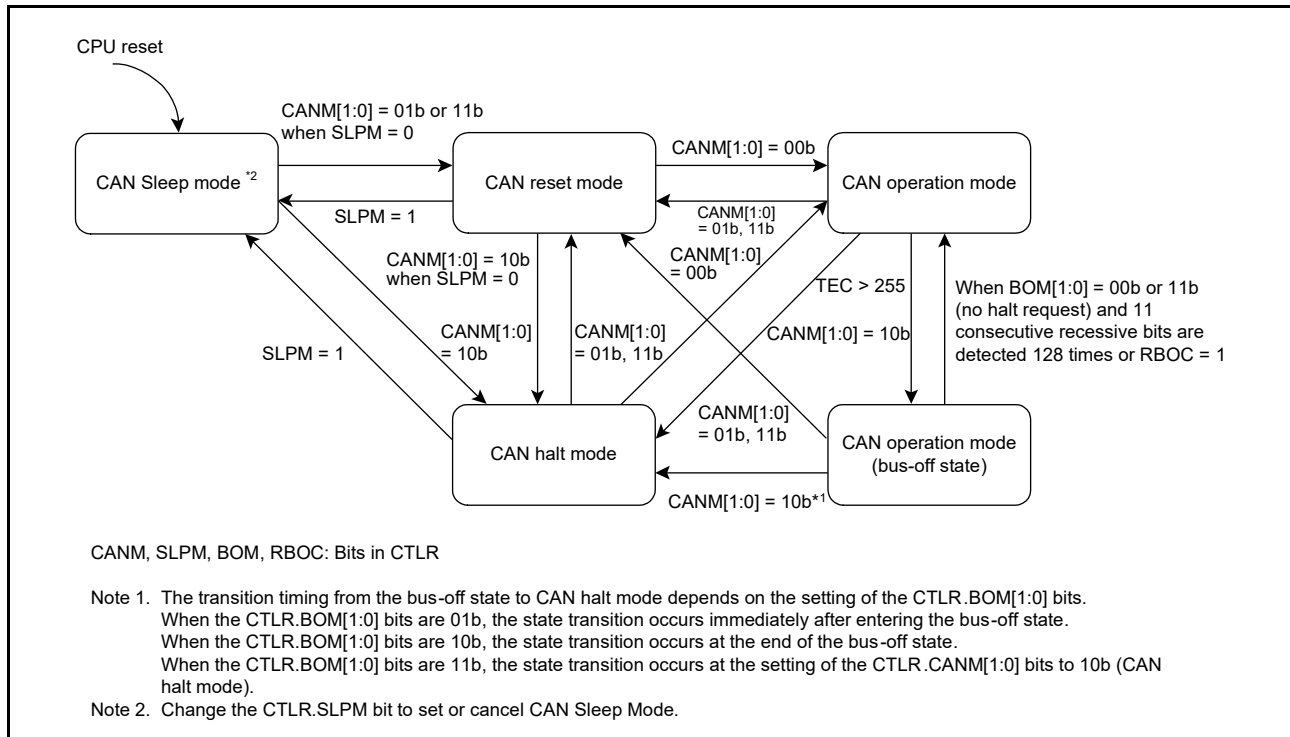 CPU reset
CANM[1:0] = 01b or 11b
when SLPM = 0
CAN Sleep mode *2
CAN reset mode
CANM[1:0] = 00b
CAN operation mode
SLPM = 1
CANM[1:0]
= 01b, 11b
CANM[1:0] = 10b
when SLPM = 0
CANM[1:0]
= 00b
TEC > 255
When BOM[1:0] = 00b or 11b
(no halt request) and 11
consecutive recessive bits are
detected 128 times or RBOC = 1
SLPM = 1
CANM[1:0]
= 10b
CANM[1:0]
= 01b, 11b
CANM[1:0] = 10b
CANM[1:0]
= 01b, 11b
CAN halt mode
CAN operation mode
(bus-off state)
CANM[1:0] = 10b*1
CANM, SLPM, BOM, RBOC: Bits in CTLR
Note 1. The transition timing from the bus-off state to CAN halt mode depends on the setting of the CTLR.BOM[1:0] bits.
When the CTLR.BOM[1:0] bits are 01b, the state transition occurs immediately after entering the bus-off state.
When the CTLR.BOM[1:0] bits are 10b, the state transition occurs at the end of the bus-off state.
When the CTLR.BOM[1:0] bits are 11b, the state transition occurs at the setting of the CTLR.CANM[1:0] bits to 10b (CAN
halt mode).
Note 2. Change the CTLR.SLPM bit to set or cancel CAN Sleep Mode.